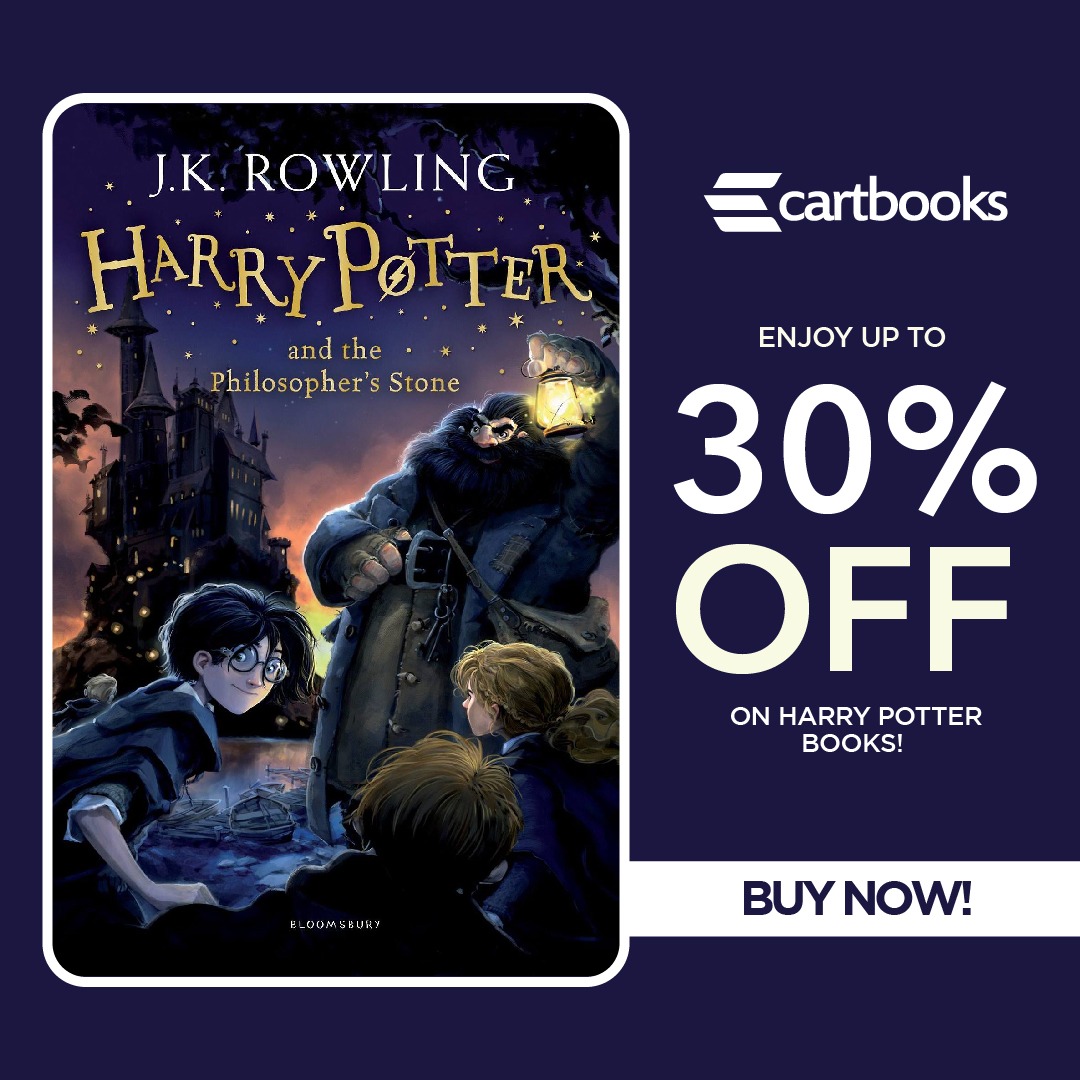 J.K. ROWLING
HARRY POTTER
and the
Philosopher's Stone
BLOOMSBURY
cartbooks
ENJOY UP TO
30%
OFF
ON HARRY POTTER
BOOKS!
BUY NOW!